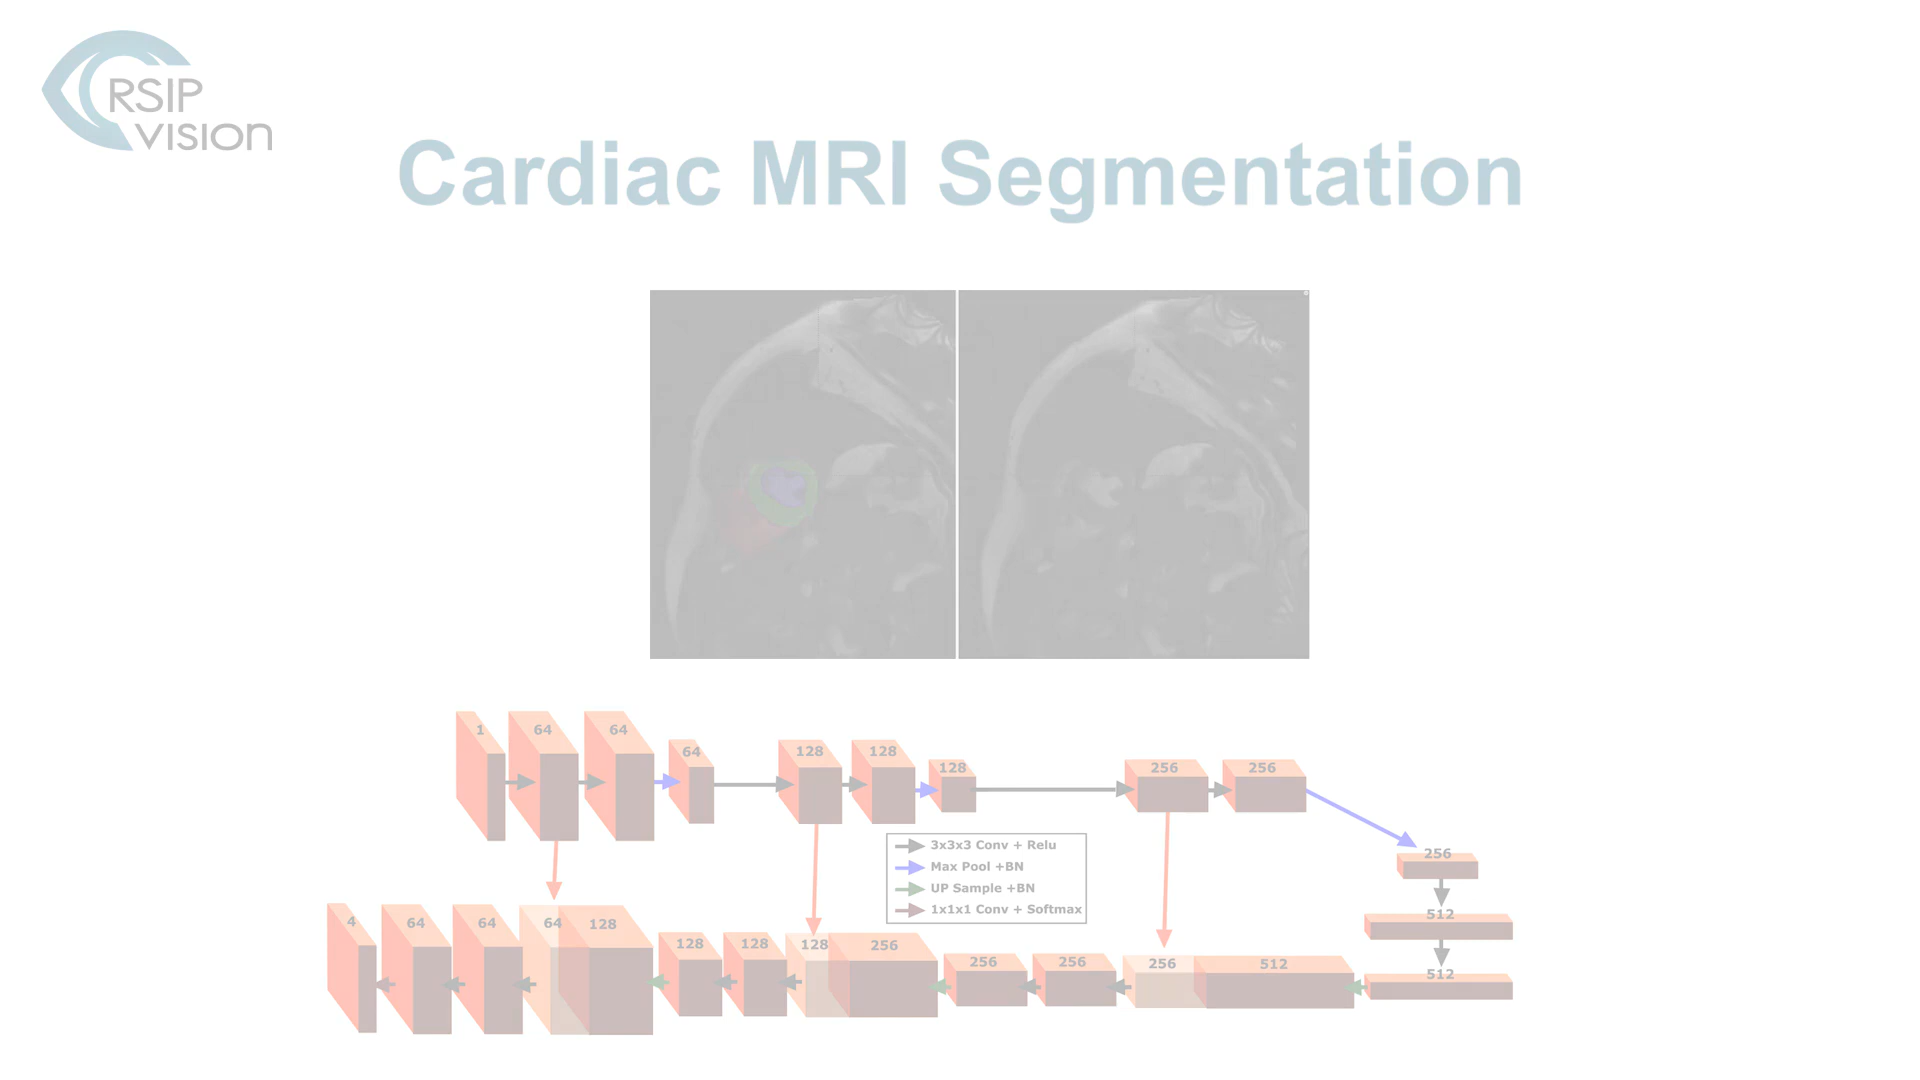 RSIP
VISION
Cardiac MRI Segmentation
1 64 64 64 128 128 128 256 256
256
512
512
3x3x3 Conv + Relu
Max Pool +BN
UP Sample +BN
1x1x1 Conv + Softmax
4 64 64 64 128 128 128 128 256 256 256 256 512